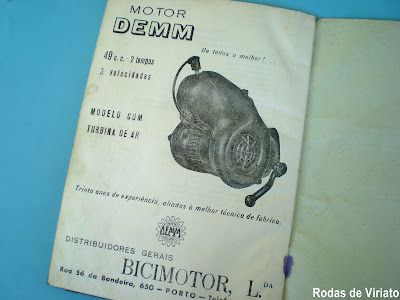 MOTOR
DEMM
De todos o melhor!...
49 c. c. - 2 tempos
3 velocidades
MODELO COM
TURBINA DE AR
Trinta anos de experiência, aliados à melhor técnica de fabrico.
DEMM
DISTRIBUIDORES GERAIS
BICIMOTOR, L.DA
Rua Sá da Bandeira, 650 — PORTO —
Rodas de Viriato